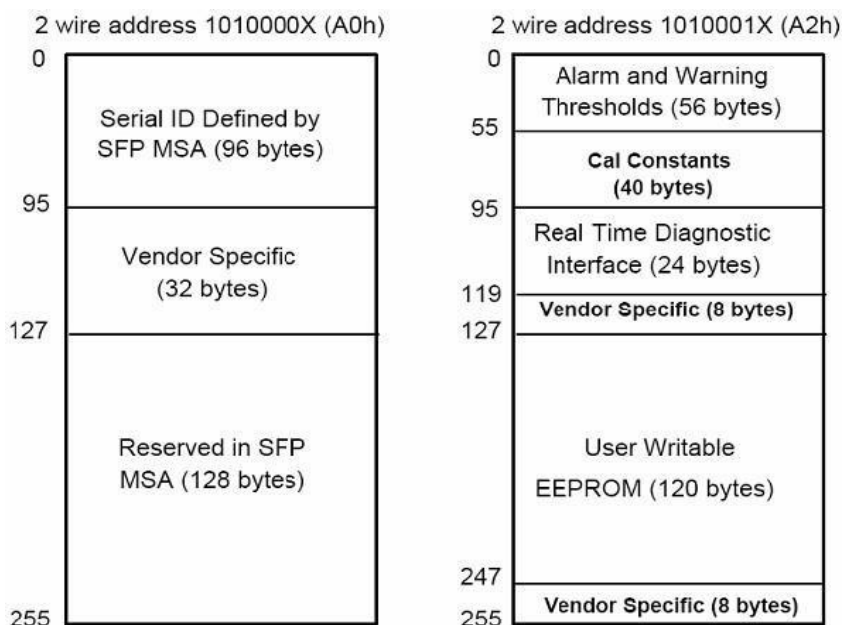 2 wire address 1010000X (A0h)
0
Serial ID Defined by
SFP MSA (96 bytes)
95
Vendor Specific
(32 bytes)
127
Reserved in SFP
MSA (128 bytes)
255
2 wire address 1010001X (A2h)
0
Alarm and Warning
Thresholds (56 bytes)
55
Cal Constants
(40 bytes)
95
Real Time Diagnostic
Interface (24 bytes)
119
Vendor Specific (8 bytes)
127
User Writable
EEPROM (120 bytes)
247
Vendor Specific (8 bytes)
255